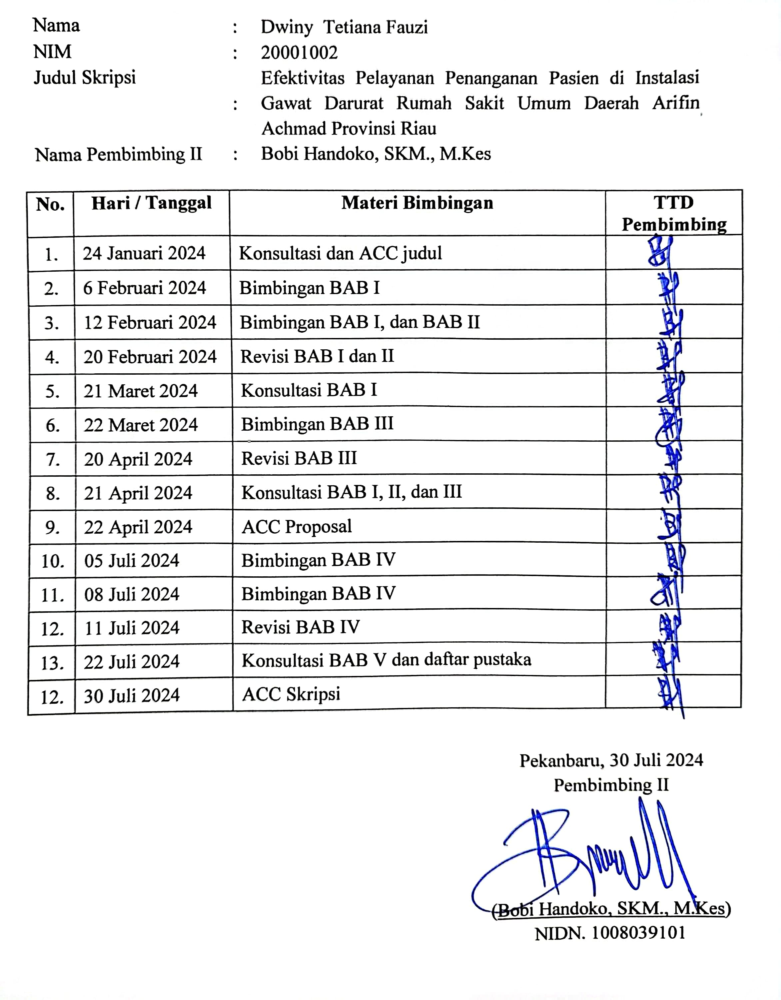 Nama : Dwiny Tetiana Fauzi
NIM : 20001002
Judul Skripsi Efektivitas Pelayanan Penanganan Pasien di Instalasi
: Gawat Darurat Rumah Sakit Umum Daerah Arifin
Achmad Provinsi Riau
Nama Pembimbing II : Bobi Handoko, SKM., M.Kes
No. Hari / Tanggal Materi Bimbingan TTD
Pembimbing
1. 24 Januari 2024 Konsultasi dan ACC judul
2. 6 Februari 2024 Bimbingan BAB I
3. 12 Februari 2024 Bimbingan BAB I, dan BAB II
4. 20 Februari 2024 Revisi BAB I dan II
5. 21 Maret 2024 Konsultasi BAB I
6. 22 Maret 2024 Bimbingan BAB III
7. 20 April 2024 Revisi BAB III
8. 21 April 2024 Konsultasi BAB I, II, dan III
9. 22 April 2024 ACC Proposal
10. 05 Juli 2024 Bimbingan BAB IV
11. 08 Juli 2024 Bimbingan BAB IV
12. 11 Juli 2024 Revisi BAB IV
13. 22 Juli 2024 Konsultasi BAB V dan daftar pustaka
12. 30 Juli 2024 ACC Skripsi
Pekanbaru, 30 Juli 2024
Pembimbing II
(Bobi Handoko, SKM., M.Kes)
NIDN. 1008039101